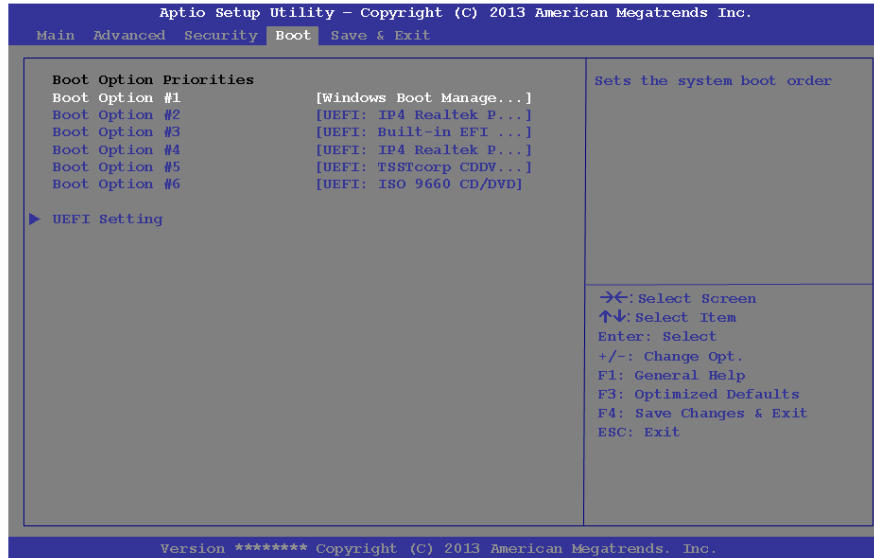 Aptio Setup Utility – Copyright (C) 2013 American Megatrends Inc.
Main Advanced Security Boot Save & Exit
Boot Option Priorities
Boot Option #1 [Windows Boot Manage...]
Boot Option #2 [UEFI: IP4 Realtek P...]
Boot Option #3 [UEFI: Built-in EFI ...]
Boot Option #4 [UEFI: IP4 Realtek P...]
Boot Option #5 [UEFI: TSSTcorp CDDV...]
Boot Option #6 [UEFI: ISO 9660 CD/DVD]
UEFI Setting
Sets the system boot order
→←: Select Screen
↑↓: Select Item
Enter: Select
+/-: Change Opt.
F1: General Help
F3: Optimized Defaults
F4: Save Changes & Exit
ESC: Exit
Version ******** Copyright (C) 2013 American Megatrends. Inc.